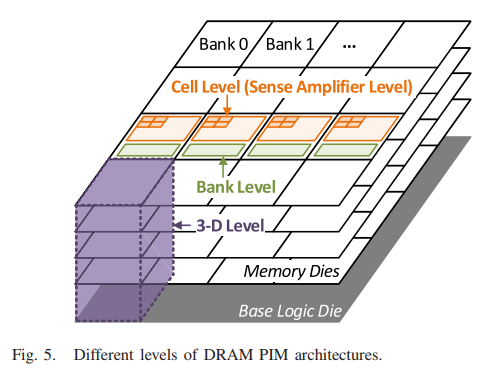 Bank 0
Bank 1
...
Cell Level (Sense Amplifier Level)
Bank Level
3-D Level
Memory Dies
Base Logic Die
Fig. 5. Different levels of DRAM PIM architectures.